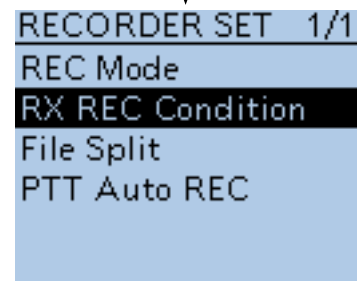 RECORDER SET 1/1
REC Mode
RX REC Condition
File Split
PTT Auto REC